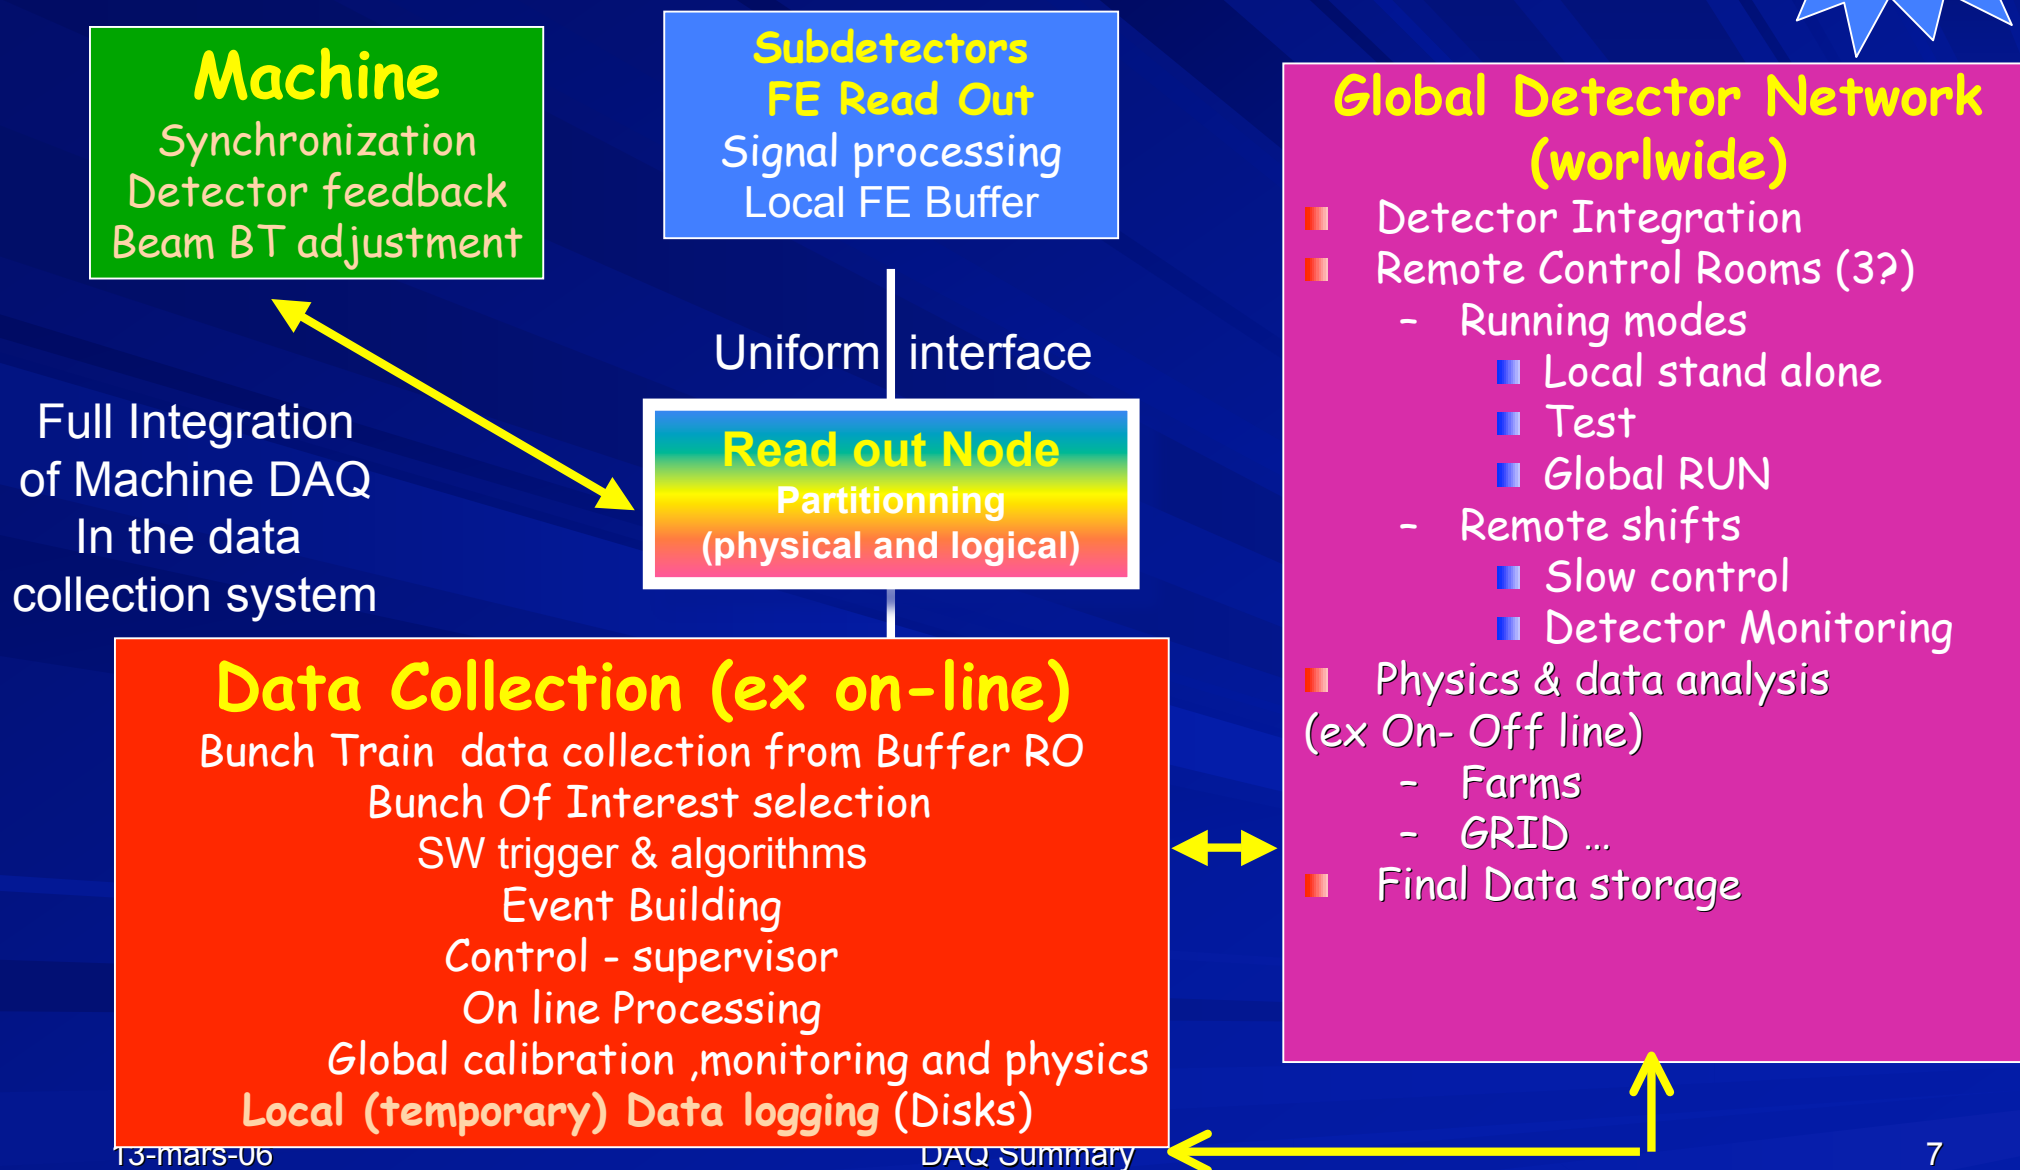 Machine
Synchronization
Detector feedback
Beam BT adjustment
Subdetectors
FE Read Out
Signal processing
Local FE Buffer
Uniform interface
Full Integration
of Machine DAQ
In the data
collection system
Read out Node
Partitionning
(physical and logical)
Data Collection (ex on-line)
Bunch Train data collection from Buffer RO
Bunch Of Interest selection
SW trigger & algorithms
Event Building
Control - supervisor
On line Processing
Global calibration ,monitoring and physics
Local (temporary) Data logging (Disks)
Global Detector Network
(worlwide)
Detector Integration
Remote Control Rooms (3?)
– Running modes
Local stand alone
Test
Global RUN
– Remote shifts
Slow control
Detector Monitoring
Physics & data analysis
(ex On- Off line)
– Farms
– GRID …
Final Data storage
13-mars-06
DAQ Summary
7